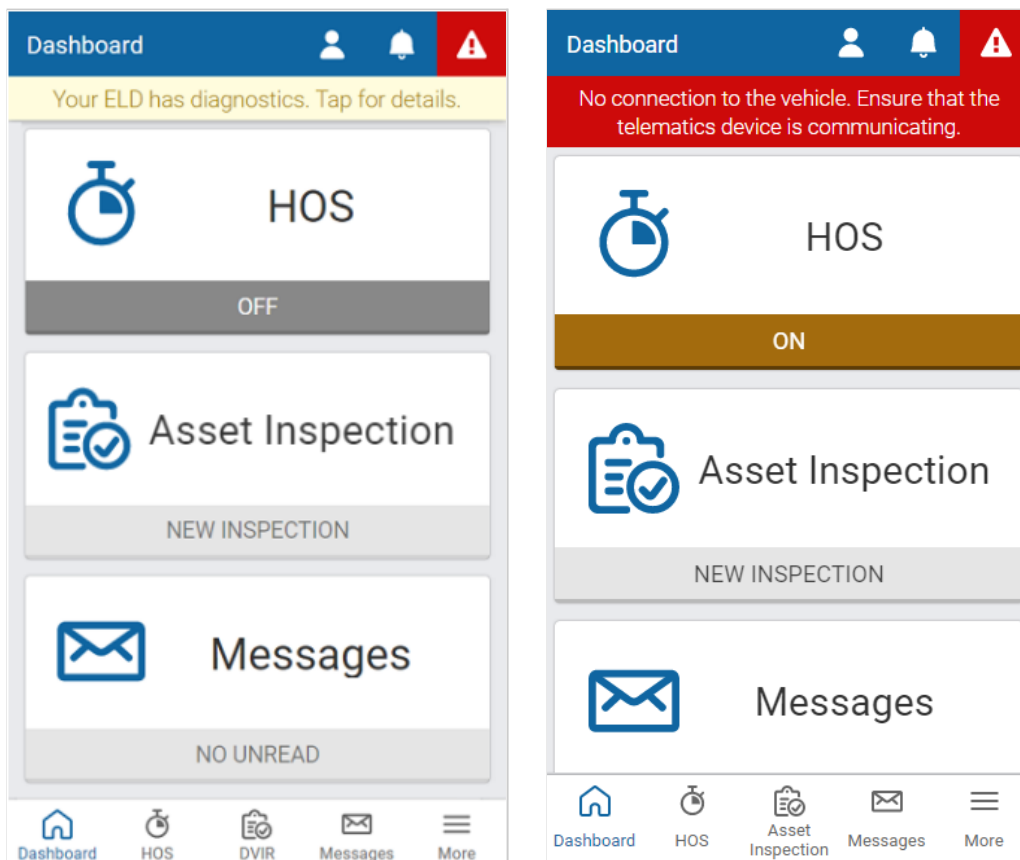 Dashboard
Your ELD has diagnostics. Tap for details.
HOS
OFF
Asset Inspection
NEW INSPECTION
Messages
NO UNREAD
Dashboard
HOS
DVIR
Messages
More
Dashboard
No connection to the vehicle. Ensure that the
telematics device is communicating.
HOS
ON
Asset Inspection
NEW INSPECTION
Messages
Dashboard
HOS
Asset
Inspection
Messages
More